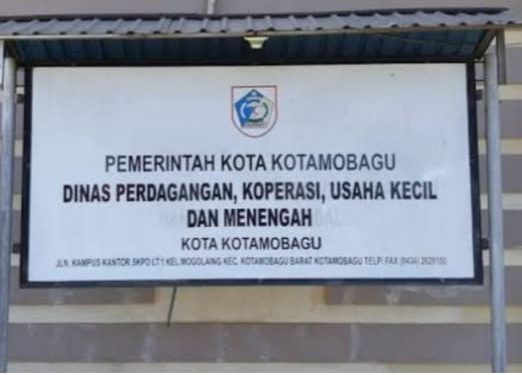 PEMERINTAH KOTA KOTAMOBAGU
DINAS PERDAGANGAN, KOPERASI, USAHA KECIL
DAN MENENGAH
KOTA KOTAMOBAGU
JLN. KAMPUS KANTOR SKPD LT.1 KEL.MOGOLAING KEC. KOTAMOBAGU BARAT KOTAMOBAGU TELP/ FAX (0434)